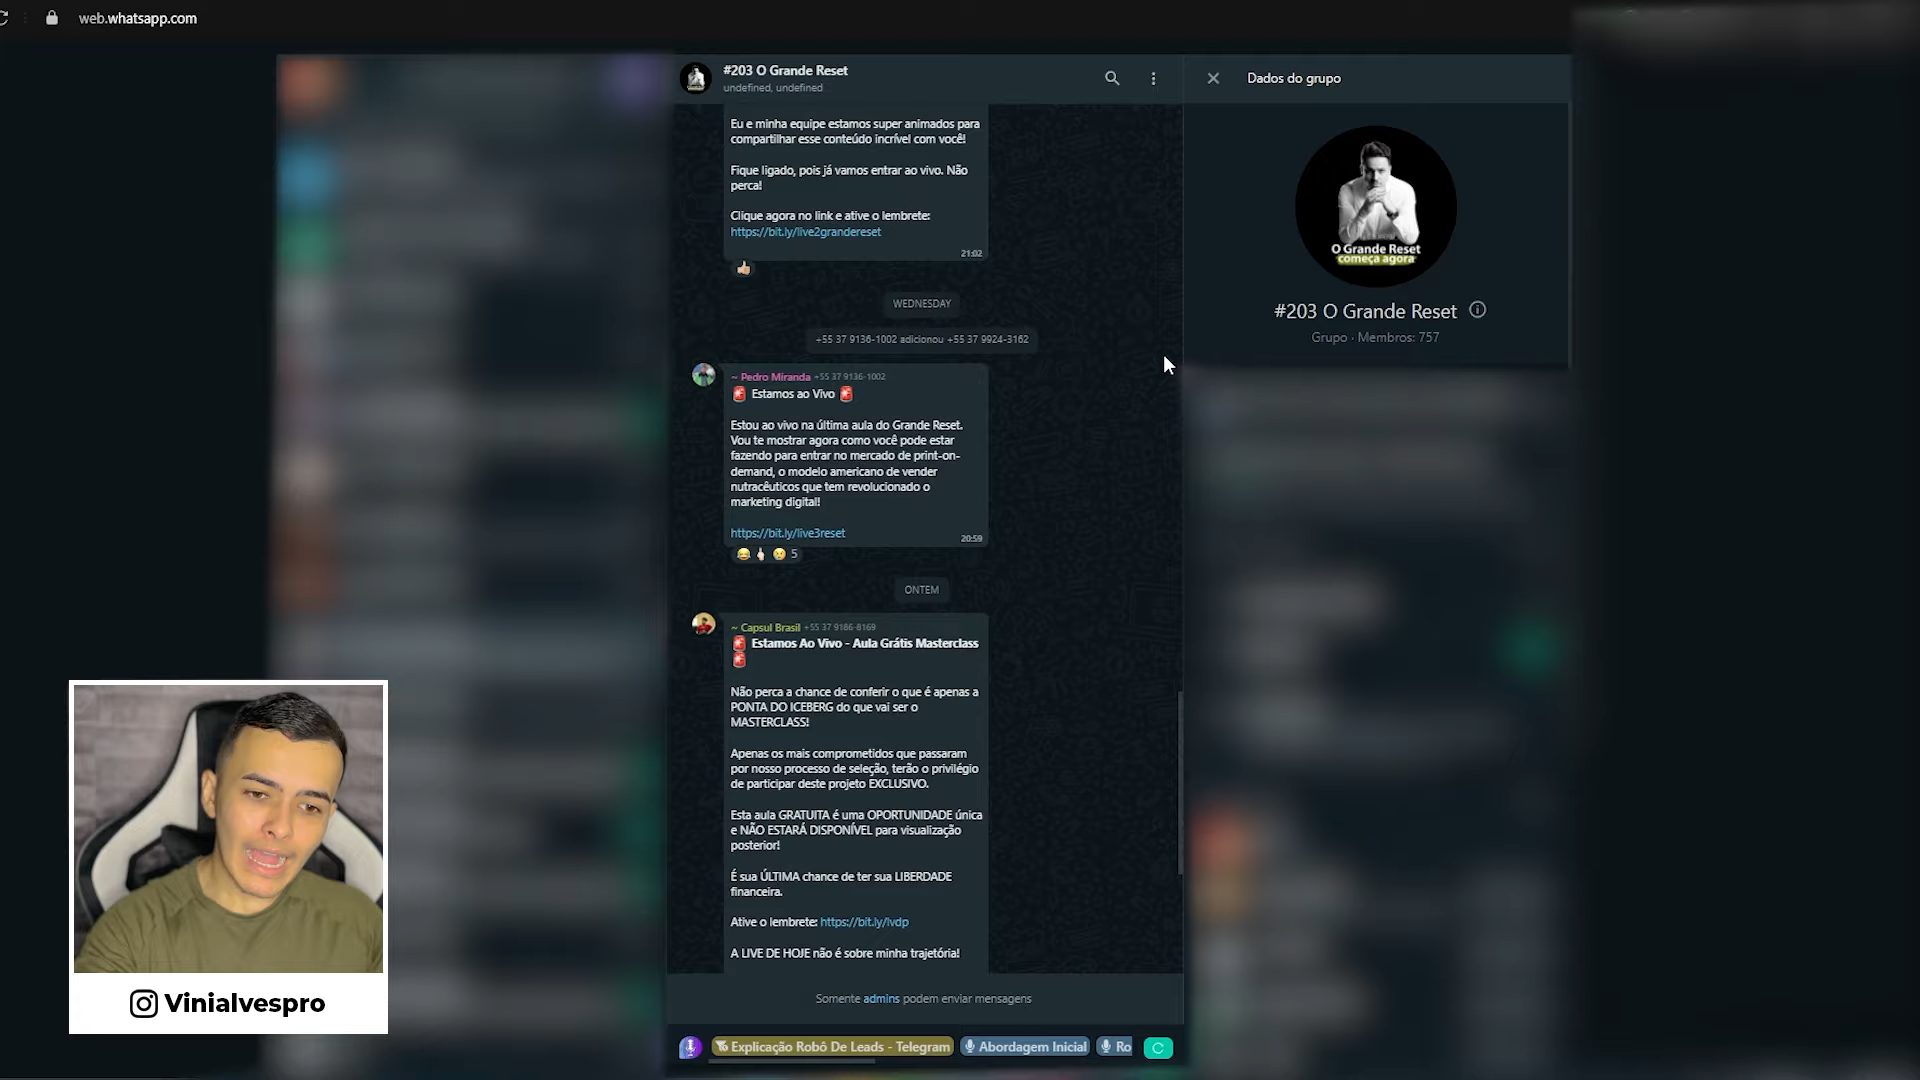 web.whatsapp.com
#203 O Grande Reset
undefined, undefined
Eu e minha equipe estamos super animados para
compartilhar esse conteúdo incrível com você!
Fique ligado, pois já vamos entrar ao vivo. Não
perca!
Clique agora no link e ative o lembrete:
https://bit.ly/live2grandereset
21:02
WEDNESDAY
+55 37 9136-1002 adicionou +55 37 9924-3162
~ Pedro Miranda +55 37 9136-1002
🚨 Estamos ao Vivo 🚨
Estou ao vivo na última aula do Grande Reset.
Vou te mostrar agora como você pode estar
fazendo para entrar no mercado de print-on-
demand, o modelo americano de vender
nutracêuticos que tem revolucionado o
marketing digital!
https://bit.ly/live3reset
20:59
5
ONTEM
~ Capsul Brasil +55 37 9186-8169
🚨 Estamos Ao Vivo - Aula Grátis Masterclass
🚨
Não perca a chance de conferir o que é apenas a
PONTA DO ICEBERG do que vai ser o
MASTERCLASS!
Apenas os mais comprometidos que passaram
por nosso processo de seleção, terão o privilégio
de participar deste projeto EXCLUSIVO.
Esta aula GRATUITA é uma OPORTUNIDADE única
e NÃO ESTARÁ DISPONÍVEL para visualização
posterior!
É sua ÚLTIMA chance de ter sua LIBERDADE
financeira.
Ative o lembrete: https://bit.ly/lvdp
A LIVE DE HOJE não é sobre minha trajetória!
Somente admins podem enviar mensagens
Explicação Robô De Leads - Telegram
Abordagem Inicial
Ro
Dados do grupo
O Grande Reset
começa agora
#203 O Grande Reset
Grupo · Membros: 757
Vinialvespro